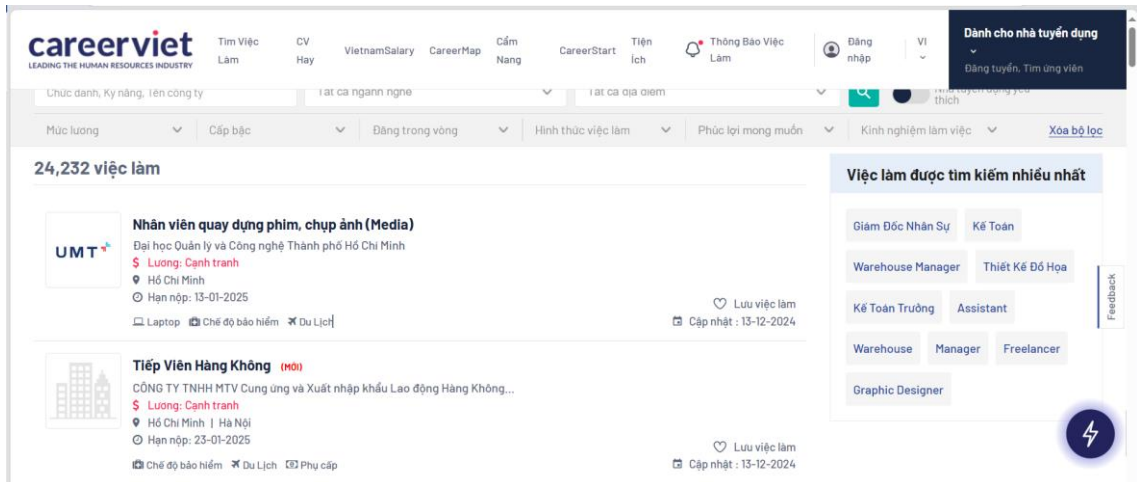 careerviet
LEADING THE HUMAN RESOURCES INDUSTRY
Tìm Việc Làm
CV Hay
VietnamSalary
CareerMap
Cẩm Nang
CareerStart
Tiện Ích
Thông Báo Việc Làm
Đăng nhập
VI
Dành cho nhà tuyển dụng
Đăng tuyển, Tìm ứng viên
Chức danh, Kỹ năng, Tên công ty
Tất cả ngành nghề
Tất cả địa điểm
Nhà tuyển dụng yêu thích
Mức lương
Cấp bậc
Đăng trong vòng
Hình thức việc làm
Phúc lợi mong muốn
Kinh nghiệm làm việc
Xóa bộ lọc
24,232 việc làm
UMT
Nhân viên quay dựng phim, chụp ảnh (Media)
Đại học Quản lý và Công nghệ Thành phố Hồ Chí Minh
$ Lương: Cạnh tranh
Hồ Chí Minh
Hạn nộp: 13-01-2025
Laptop Chế độ bảo hiểm Du Lịch
Lưu việc làm
Cập nhật : 13-12-2024
Tiếp Viên Hàng Không (MỚI)
CÔNG TY TNHH MTV Cung ứng và Xuất nhập khẩu Lao động Hàng Không...
$ Lương: Cạnh tranh
Hồ Chí Minh | Hà Nội
Hạn nộp: 23-01-2025
Chế độ bảo hiểm Du Lịch Phụ cấp
Lưu việc làm
Cập nhật : 13-12-2024
Việc làm được tìm kiếm nhiều nhất
Giám Đốc Nhân Sự
Kế Toán
Warehouse Manager
Thiết Kế Đồ Họa
Kế Toán Trưởng
Assistant
Warehouse
Manager
Freelancer
Graphic Designer
Feedback